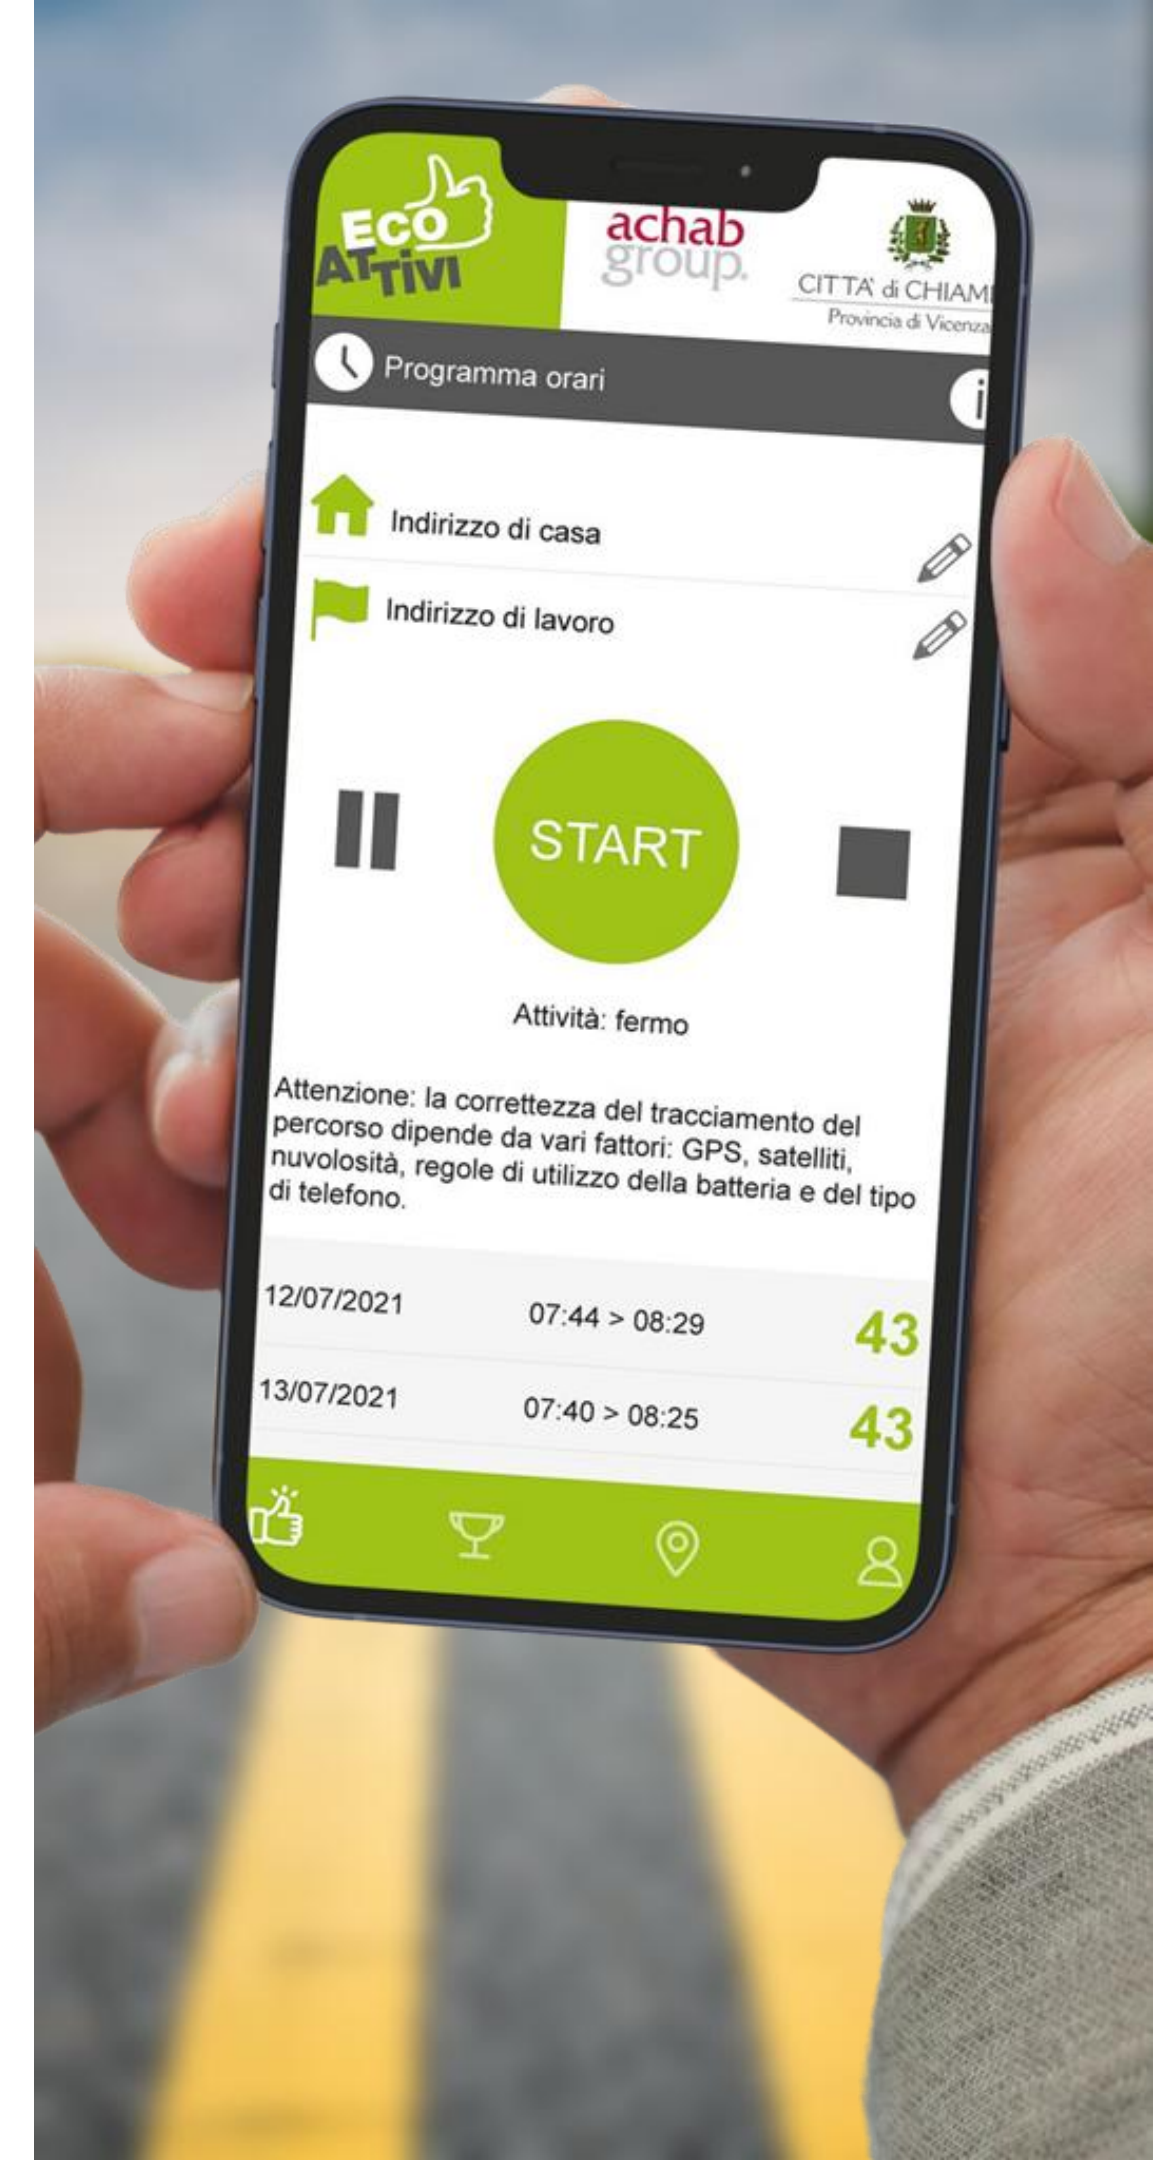 ECO
ATTIVI
achab
group.
CITTA' di CHIAM
Provincia di Vicenza
Programma orari
i
Indirizzo di casa
Indirizzo di lavoro
START
Attività: fermo
Attenzione: la correttezza del tracciamento del
percorso dipende da vari fattori: GPS, satelliti,
nuvolosità, regole di utilizzo della batteria e del tipo
di telefono.
12/07/2021 07:44 > 08:29 43
13/07/2021 07:40 > 08:25 43